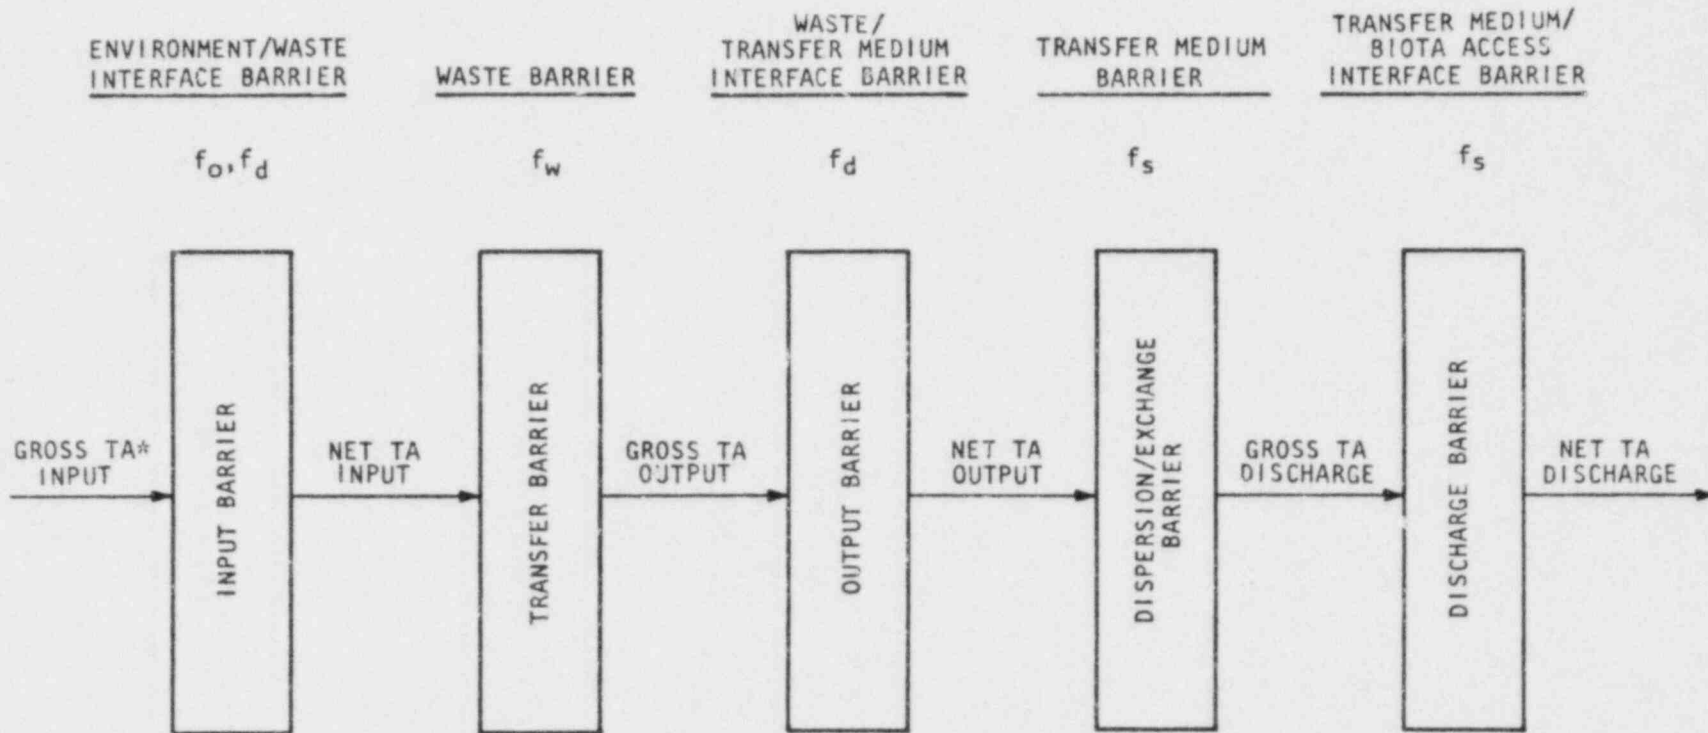 ENVIRONMENT/WASTE
INTERFACE BARRIER
WASTE BARRIER
WASTE/
TRANSFER MEDIUM
INTERFACE BARRIER
TRANSFER MEDIUM
BARRIER
TRANSFER MEDIUM/
BIOTA ACCESS
INTERFACE BARRIER
fo,fd
fw
fd
fs
fs
GROSS TA*
INPUT
INPUT BARRIER
NET TA
INPUT
TRANSFER BARRIER
GROSS TA
OUTPUT
OUTPUT BARRIER
NET TA
OUTPUT
DISPERSION/EXCHANGE
BARRIER
GROSS TA
DISCHARGE
DISCHARGE BARRIER
NET TA
DISCHARGE